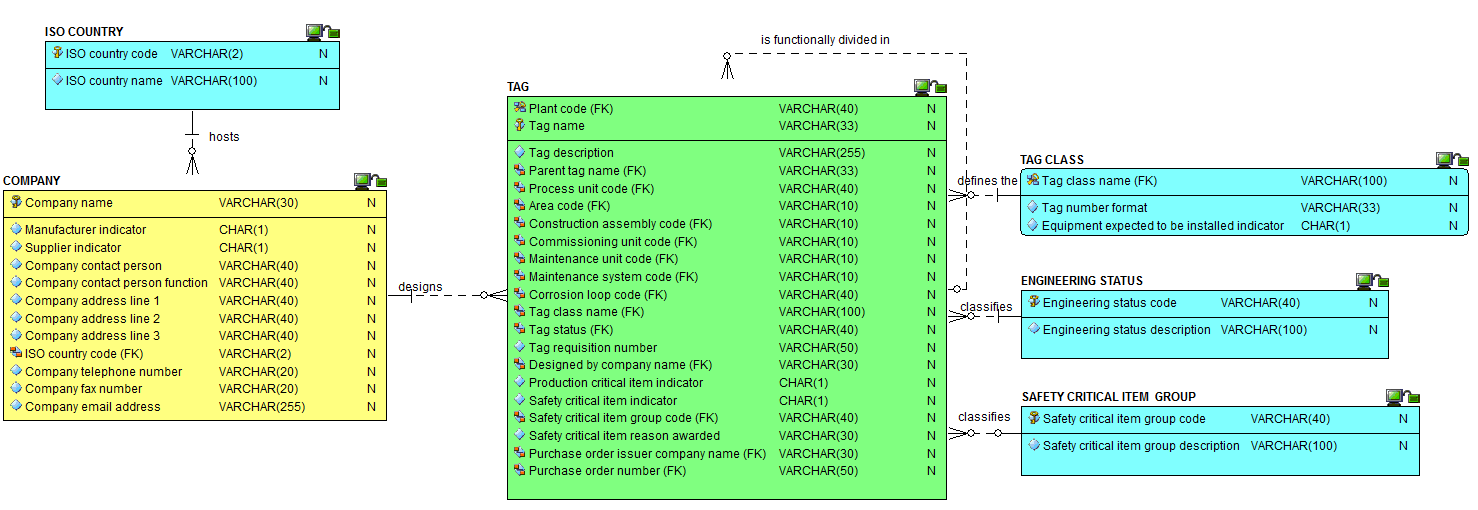 ISO COUNTRY
ISO country code VARCHAR(2) N
ISO country name VARCHAR(100) N
hosts
COMPANY
Company name VARCHAR(30) N
Manufacturer indicator CHAR(1) N
Supplier indicator CHAR(1) N
Company contact person VARCHAR(40) N
Company contact person function VARCHAR(40) N
Company address line 1 VARCHAR(40) N
Company address line 2 VARCHAR(40) N
Company address line 3 VARCHAR(40) N
ISO country code (FK) VARCHAR(2) N
Company telephone number VARCHAR(20) N
Company fax number VARCHAR(20) N
Company email address VARCHAR(255) N
designs
is functionally divided in
TAG
Plant code (FK) VARCHAR(40) N
Tag name VARCHAR(33) N
Tag description VARCHAR(255) N
Parent tag name (FK) VARCHAR(33) N
Process unit code (FK) VARCHAR(40) N
Area code (FK) VARCHAR(10) N
Construction assembly code (FK) VARCHAR(10) N
Commissioning unit code (FK) VARCHAR(10) N
Maintenance unit code (FK) VARCHAR(10) N
Maintenance system code (FK) VARCHAR(10) N
Corrosion loop code (FK) VARCHAR(40) N
Tag class name (FK) VARCHAR(100) N
Tag status (FK) VARCHAR(40) N
Tag requisition number VARCHAR(50) N
Designed by company name (FK) VARCHAR(30) N
Production critical item indicator CHAR(1) N
Safety critical item indicator CHAR(1) N
Safety critical item group code (FK) VARCHAR(40) N
Safety critical item reason awarded VARCHAR(30) N
Purchase order issuer company name (FK) VARCHAR(30) N
Purchase order number (FK) VARCHAR(50) N
defines the
TAG CLASS
Tag class name (FK) VARCHAR(100) N
Tag number format VARCHAR(33) N
Equipment expected to be installed indicator CHAR(1) N
classifies
ENGINEERING STATUS
Engineering status code VARCHAR(40) N
Engineering status description VARCHAR(100) N
classifies
SAFETY CRITICAL ITEM GROUP
Safety critical item group code VARCHAR(40) N
Safety critical item group description VARCHAR(100) N